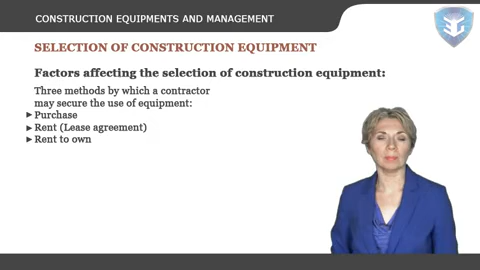 CONSTRUCTION EQUIPMENTS AND MANAGEMENT
SELECTION OF CONSTRUCTION EQUIPMENT
Factors affecting the selection of construction equipment:
Three methods by which a contractor
may secure the use of equipment:
Purchase
Rent (Lease agreement)
Rent to own